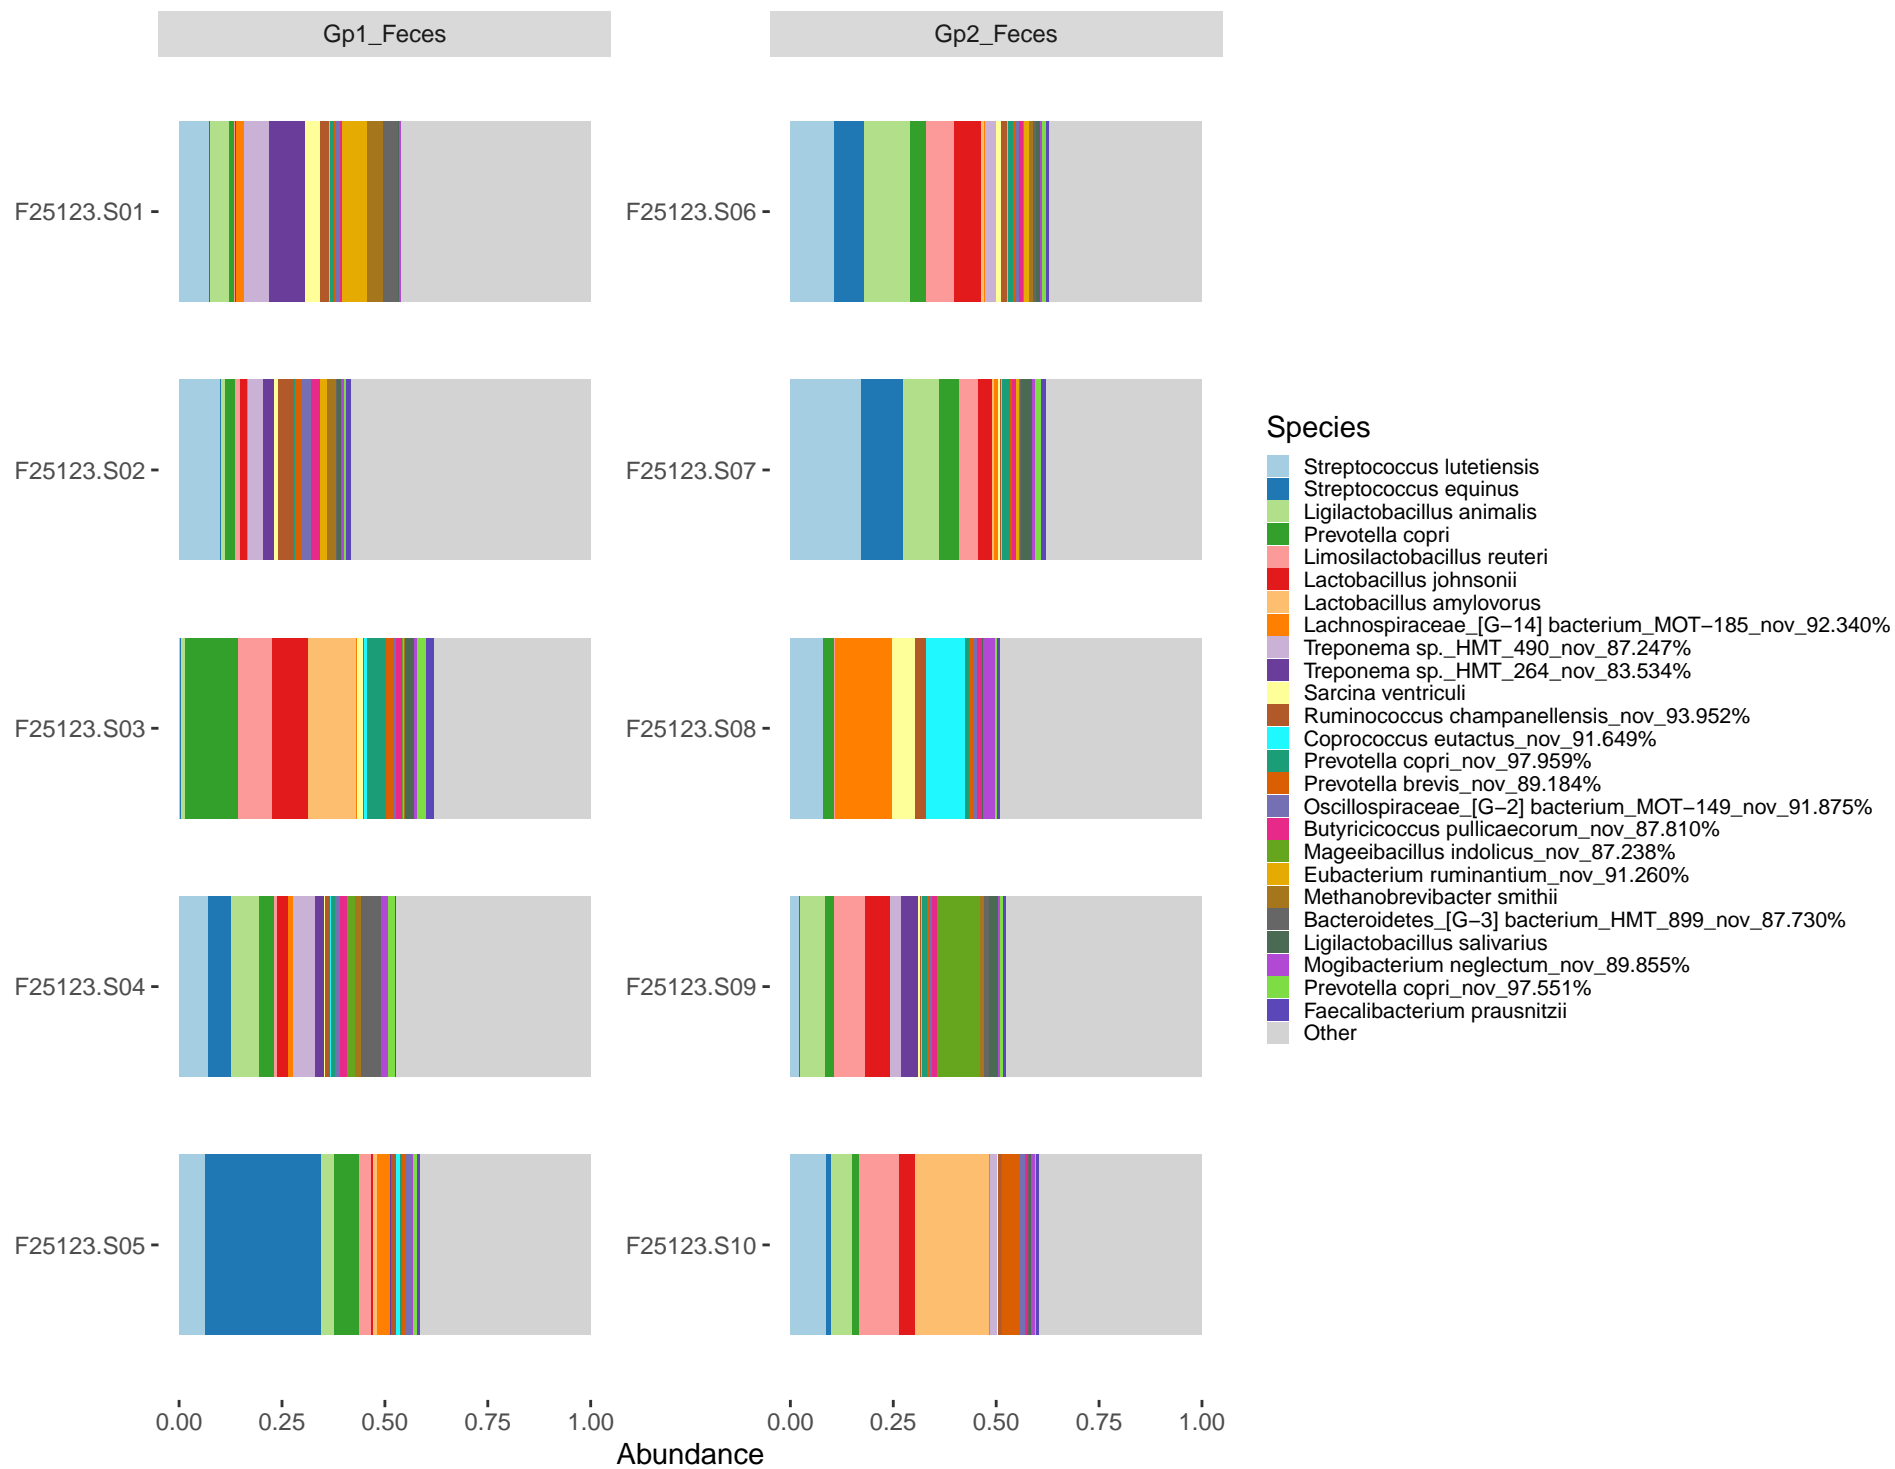 Gp1_Feces
Gp2_Feces
F25123.S01
F25123.S06
F25123.S02
F25123.S07
F25123.S03
F25123.S08
F25123.S04
F25123.S09
F25123.S05
F25123.S10
0.00 0.25 0.50 0.75 1.00
0.00 0.25 0.50 0.75 1.00
Abundance
Species
Streptococcus lutetiensis
Streptococcus equinus
Ligilactobacillus animalis
Prevotella copri
Limosilactobacillus reuteri
Lactobacillus johnsonii
Lactobacillus amylovorus
Lachnospiraceae_[G−14] bacterium_MOT−185_nov_92.340%
Treponema sp._HMT_490_nov_87.247%
Treponema sp._HMT_264_nov_83.534%
Sarcina ventriculi
Ruminococcus champanellensis_nov_93.952%
Coprococcus eutactus_nov_91.649%
Prevotella copri_nov_97.959%
Prevotella brevis_nov_89.184%
Oscillospiraceae_[G−2] bacterium_MOT−149_nov_91.875%
Butyricicoccus pullicaecorum_nov_87.810%
Mageeibacillus indolicus_nov_87.238%
Eubacterium ruminantium_nov_91.260%
Methanobrevibacter smithii
Bacteroidetes_[G−3] bacterium_HMT_899_nov_87.730%
Ligilactobacillus salivarius
Mogibacterium neglectum_nov_89.855%
Prevotella copri_nov_97.551%
Faecalibacterium prausnitzii
Other